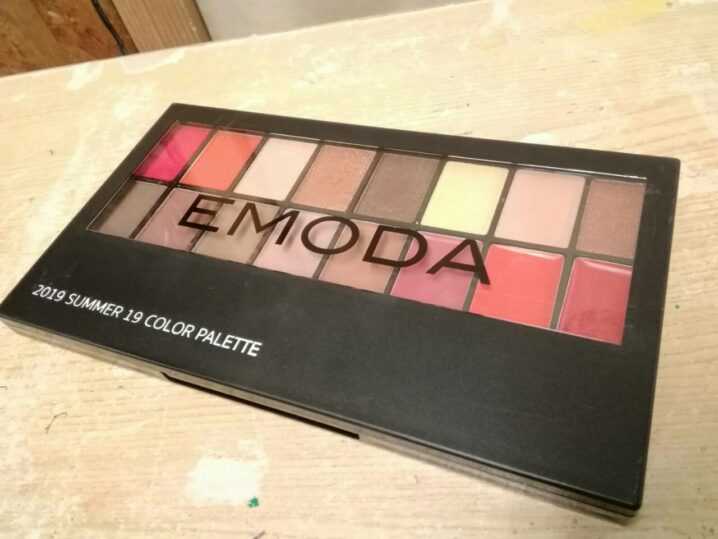 EMODA
2019 SUMMER 19 COLOR PALETTE